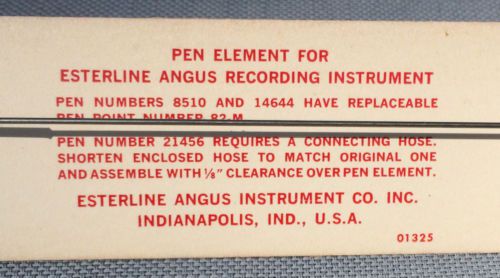 PEN ELEMENT FOR
ESTERLINE ANGUS RECORDING INSTRUMENT
PEN NUMBERS 8510 AND 14644 HAVE REPLACEABLE
PEN POINT NUMBER 82-M
PEN NUMBER 21456 REQUIRES A CONNECTING HOSE.
SHORTEN ENCLOSED HOSE TO MATCH ORIGINAL ONE
AND ASSEMBLE WITH ⅛" CLEARANCE OVER PEN ELEMENT.
ESTERLINE ANGUS INSTRUMENT CO. INC.
INDIANAPOLIS, IND., U.S.A.
01325